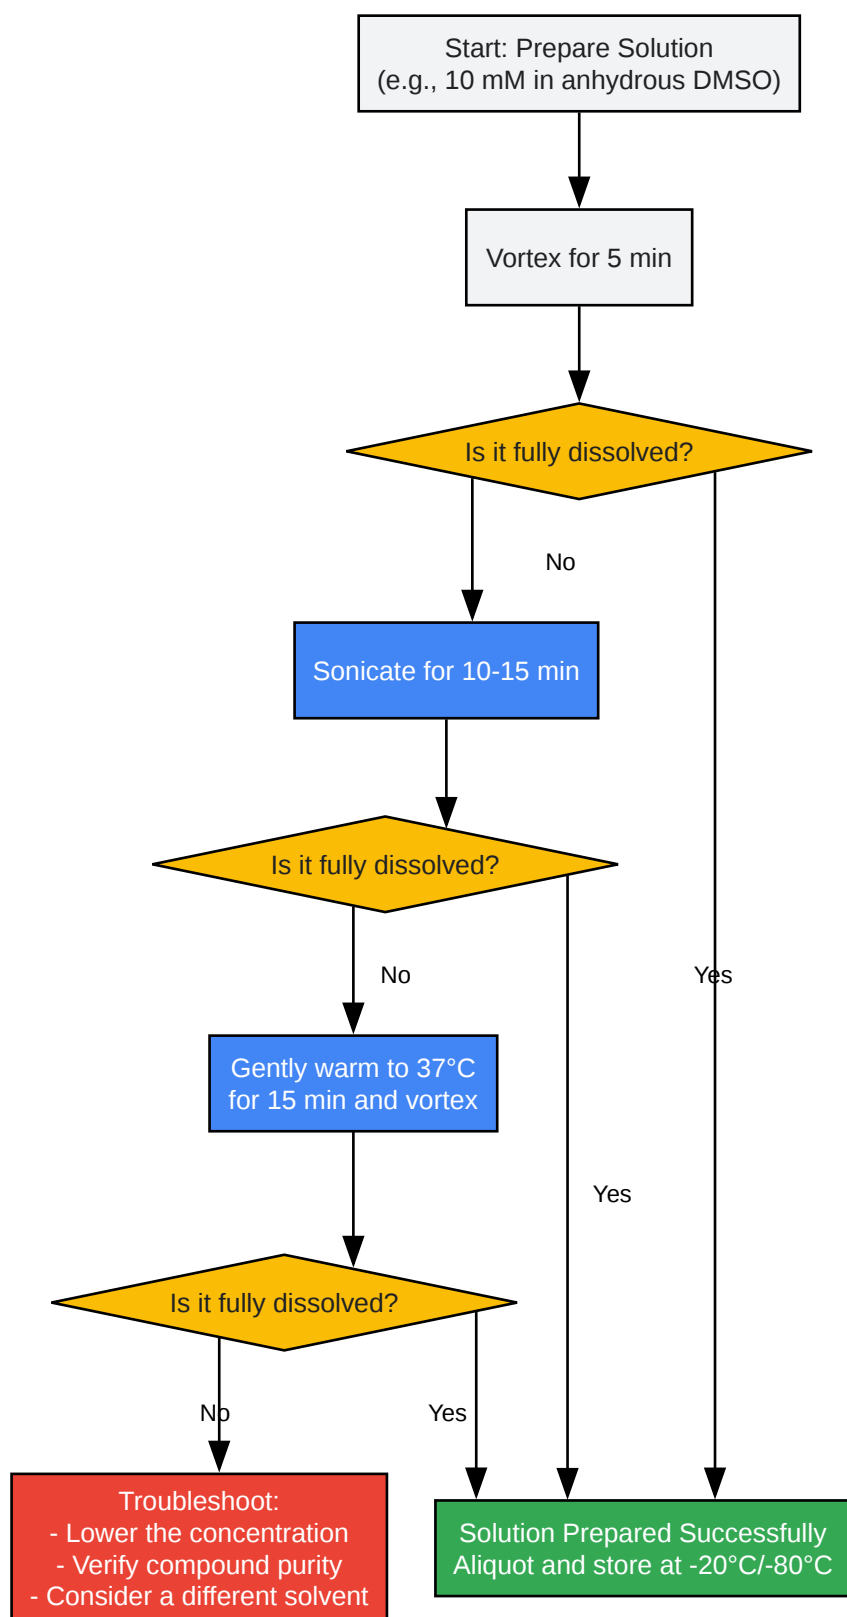 Start: Prepare Solution
(e.g., 10 mM in anhydrous DMSO)
Vortex for 5 min
Is it fully dissolved?
No
Sonicate for 10-15 min
Is it fully dissolved?
No
Yes
Gently warm to 37°C
for 15 min and vortex
Yes
Is it fully dissolved?
No
Yes
Troubleshoot:
- Lower the concentration
- Verify compound purity
- Consider a different solvent
Solution Prepared Successfully
Aliquot and store at -20°C/-80°C